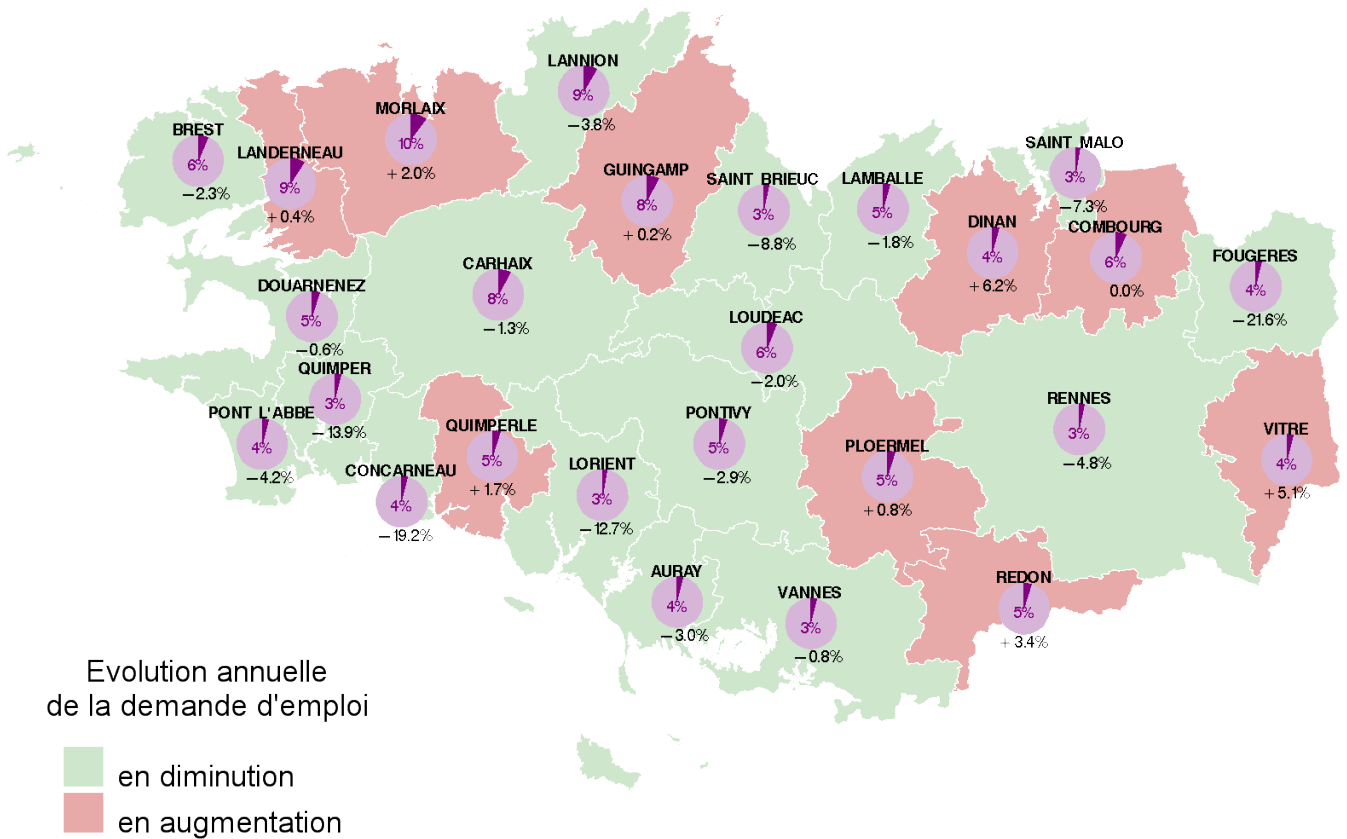 LANNION
9%
−3.8%
MORLAIX
10%
+2.0%
BREST
6%
−2.3%
LANDERNEAU
9%
+0.4%
GUINGAMP
8%
+0.2%
SAINT BRIEUC
3%
−8.8%
LAMBALLE
5%
−1.8%
SAINT MALO
3%
−7.3%
DINAN
4%
+6.2%
COMBOURG
6%
0.0%
FOUGERES
4%
−21.6%
CARHAIX
8%
−1.3%
DOUARNENEZ
5%
−0.6%
LOUDEAC
6%
−2.0%
QUIMPER
3%
−13.9%
PONT L'ABBE
4%
−4.2%
QUIMPERLE
5%
+1.7%
CONCARNEAU
4%
−19.2%
LORIENT
3%
−12.7%
PONTIVY
5%
−2.9%
PLOERMEL
5%
+0.8%
RENNES
3%
−4.8%
VITRE
4%
+5.1%
AURAY
4%
−3.0%
VANNES
3%
−0.8%
REDON
5%
+3.4%
Evolution annuelle
de la demande d'emploi
en diminution
en augmentation